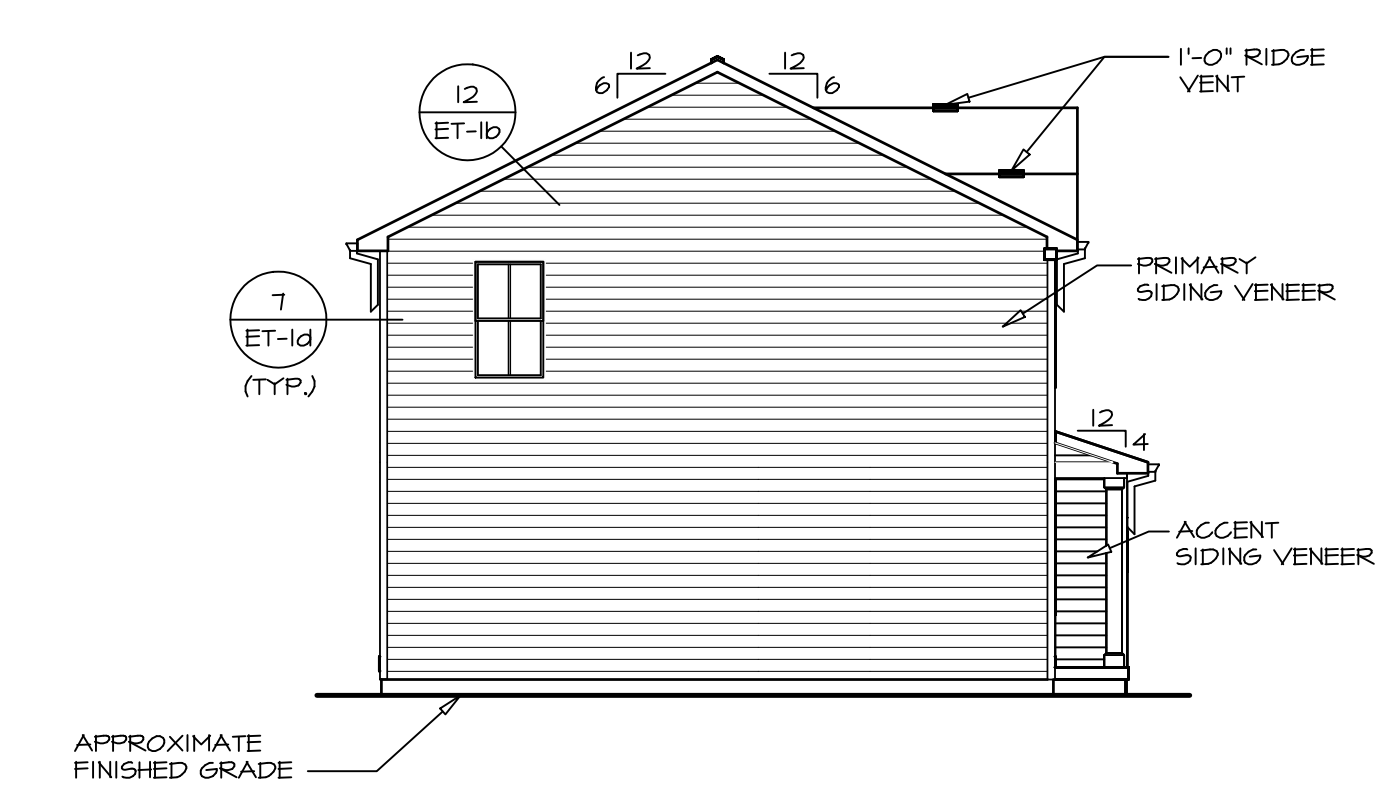 12
6
12
6
1'-0" RIDGE
VENT
12
ET-1b
PRIMARY
SIDING VENEER
7
ET-1d
(TYP.)
12
4
ACCENT
SIDING VENEER
APPROXIMATE
FINISHED GRADE